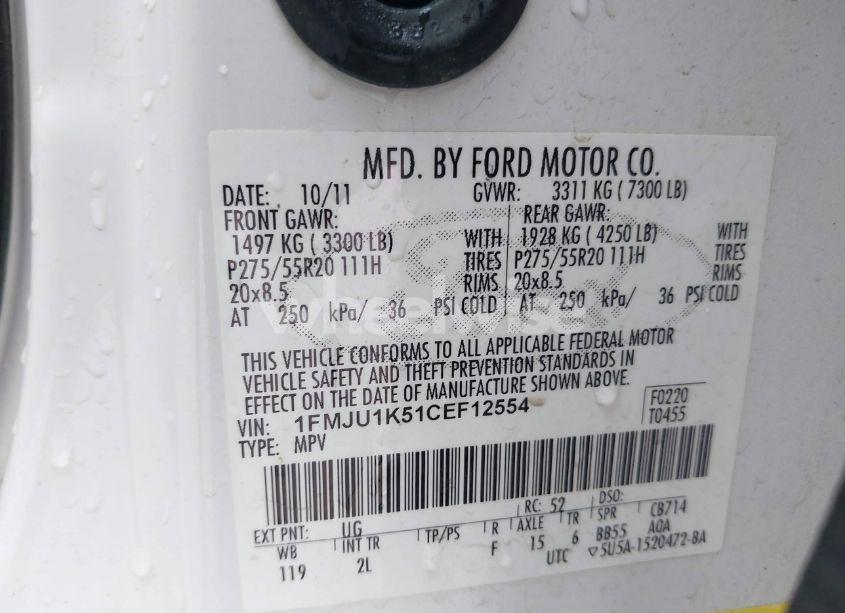 MFD. BY FORD MOTOR CO.
DATE: 10/11 GVWR: 3311 KG ( 7300 LB)
FRONT GAWR: REAR GAWR:
1497 KG ( 3300 LB) WITH 1928 KG ( 4250 LB) WITH
P275/55R20 111H TIRES P275/55R20 111H TIRES
20x8.5 RIMS 20x8.5 RIMS
AT 250 kPa/ 36 PSI COLD AT 250 kPa/ 36 PSI COLD
wheelwise
THIS VEHICLE CONFORMS TO ALL APPLICABLE FEDERAL MOTOR
VEHICLE SAFETY AND THEFT PREVENTION STANDARDS IN
EFFECT ON THE DATE OF MANUFACTURE SHOWN ABOVE.
VIN: 1FMJU1K51CEF12554 F0220
TYPE: MPV T0455
EXT PNT: UG RC: 52 DSO:
WB INT TR TP/PS R AXLE TR SPR CB714
119 2L F 15 6 BB55 AOA
UTC ▽5U5A-1520472-BA